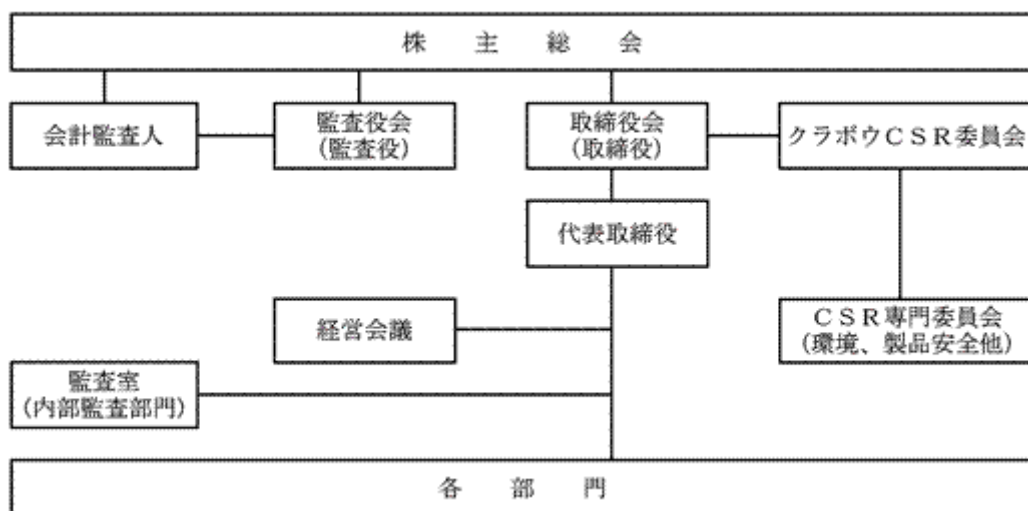 株主総会
会計監査人
監査役会
(監査役)
取締役会
(取締役)
クラボウCSR委員会
代表取締役
経営会議
CSR専門委員会
(環境、製品安全他)
監査室
(内部監査部門)
各部門